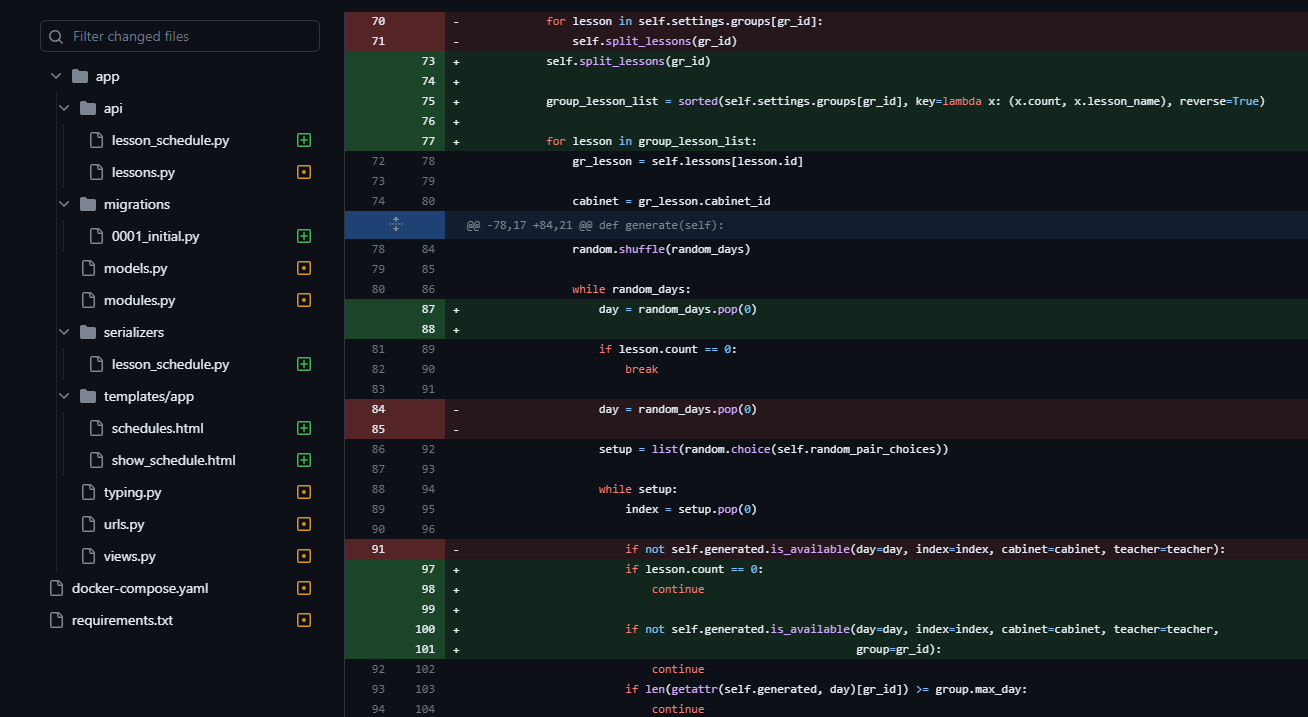 Filter changed files
app
api
lesson_schedule.py
lessons.py
migrations
0001_initial.py
models.py
modules.py
serializers
lesson_schedule.py
templates/app
schedules.html
show_schedule.html
typing.py
urls.py
views.py
docker-compose.yaml
requirements.txt
70 - for lesson in self.settings.groups[gr_id]:
71 - self.split_lessons(gr_id)
73 + self.split_lessons(gr_id)
74 +
75 + group_lesson_list = sorted(self.settings.groups[gr_id], key=lambda x: (x.count, x.lesson_name), reverse=True)
76 +
77 + for lesson in group_lesson_list:
72 78 gr_lesson = self.lessons[lesson.id]
73 79
74 80 cabinet = gr_lesson.cabinet_id
@@ -78,17 +84,21 @@ def generate(self):
78 84 random.shuffle(random_days)
79 85
80 86 while random_days:
87 + day = random_days.pop(0)
88 +
81 89 if lesson.count == 0:
82 90 break
83 91
84 - day = random_days.pop(0)
85 -
86 92 setup = list(random.choice(self.random_pair_choices))
87 93
88 94 while setup:
89 95 index = setup.pop(0)
90 96
91 - if not self.generated.is_available(day=day, index=index, cabinet=cabinet, teacher=teacher):
97 + if lesson.count == 0:
98 + continue
99 +
100 + if not self.generated.is_available(day=day, index=index, cabinet=cabinet, teacher=teacher,
101 + group=gr_id):
92 102 continue
93 103 if len(getattr(self.generated, day)[gr_id]) >= group.max_day:
94 104 continue